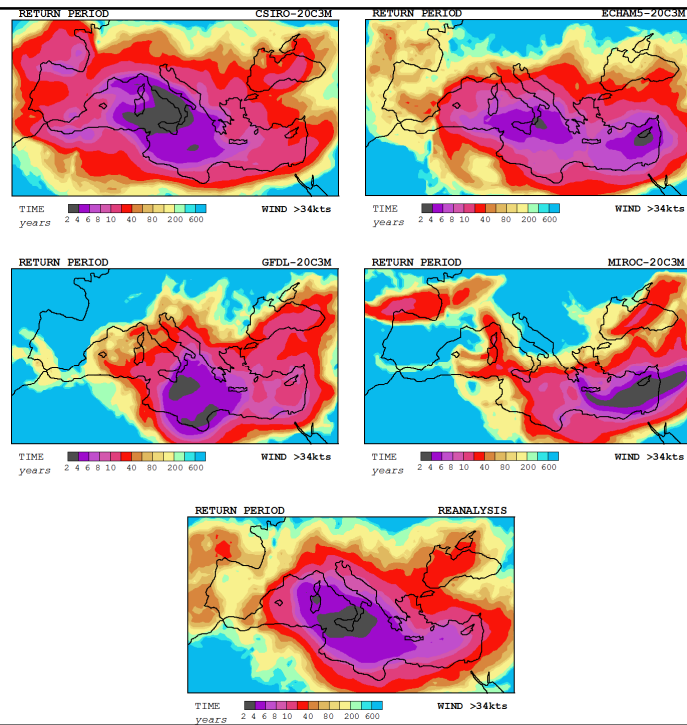 RETURN PERIOD CSIRO-20C3M
TIME 2 4 6 8 10 40 80 200 600 WIND >34kts
years
RETURN PERIOD ECHAM5-20C3M
TIME 2 4 6 8 10 40 80 200 600 WIND >34kts
years
RETURN PERIOD GFDL-20C3M
TIME 2 4 6 8 10 40 80 200 600 WIND >34kts
years
RETURN PERIOD MIROC-20C3M
TIME 2 4 6 8 10 40 80 200 600 WIND >34kts
years
RETURN PERIOD REANALYSIS
TIME 2 4 6 8 10 40 80 200 600 WIND >34kts
years